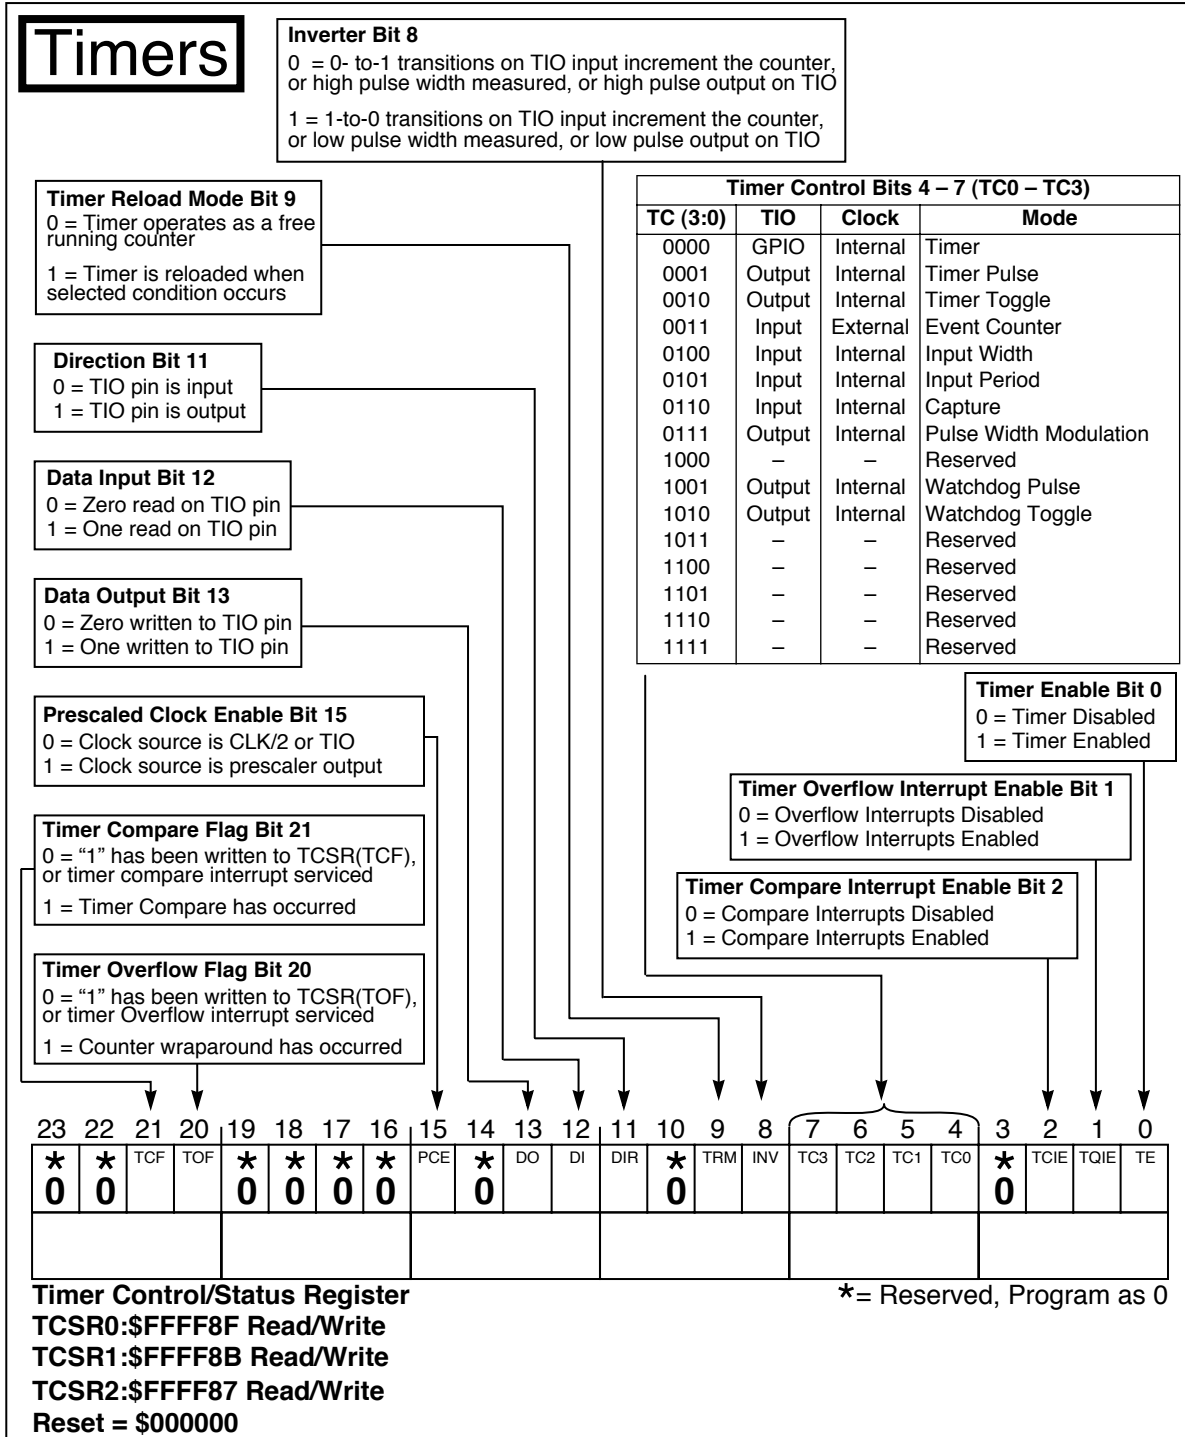 Timers
Inverter Bit 8
0 = 0- to-1 transitions on TIO input increment the counter,
or high pulse width measured, or high pulse output on TIO
1 = 1-to-0 transitions on TIO input increment the counter,
or low pulse width measured, or low pulse output on TIO
Timer Reload Mode Bit 9
0 = Timer operates as a free
running counter
1 = Timer is reloaded when
selected condition occurs
Direction Bit 11
0 = TIO pin is input
1 = TIO pin is output
Data Input Bit 12
0 = Zero read on TIO pin
1 = One read on TIO pin
Data Output Bit 13
0 = Zero written to TIO pin
1 = One written to TIO pin
Prescaled Clock Enable Bit 15
0 = Clock source is CLK/2 or TIO
1 = Clock source is prescaler output
Timer Compare Flag Bit 21
0 = “1” has been written to TCSR(TCF),
or timer compare interrupt serviced
1 = Timer Compare has occurred
Timer Overflow Flag Bit 20
0 = “1” has been written to TCSR(TOF),
or timer Overflow interrupt serviced
1 = Counter wraparound has occurred
Timer Control Bits 4 – 7 (TC0 – TC3)
TC (3:0) TIO Clock Mode
0000 GPIO Internal Timer
0001 Output Internal Timer Pulse
0010 Output Internal Timer Toggle
0011 Input External Event Counter
0100 Input Internal Input Width
0101 Input Internal Input Period
0110 Input Internal Capture
0111 Output Internal Pulse Width Modulation
1000 – – Reserved
1001 Output Internal Watchdog Pulse
1010 Output Internal Watchdog Toggle
1011 – – Reserved
1100 – – Reserved
1101 – – Reserved
1110 – – Reserved
1111 – – Reserved
Timer Enable Bit 0
0 = Timer Disabled
1 = Timer Enabled
Timer Overflow Interrupt Enable Bit 1
0 = Overflow Interrupts Disabled
1 = Overflow Interrupts Enabled
Timer Compare Interrupt Enable Bit 2
0 = Compare Interrupts Disabled
1 = Compare Interrupts Enabled
23 22 21 20 19 18 17 16 15 14 13 12 11 10 9 8 7 6 5 4 3 2 1 0
* * TCF TOF * * * * PCE * DO DI DIR * TRM INV TC3 TC2 TC1 TC0 * TCIE TQIE TE
0 0 0 0 0 0 0 0 0
Timer Control/Status Register
*= Reserved, Program as 0
TCSR0:$FFFF8F Read/Write
TCSR1:$FFFF8B Read/Write
TCSR2:$FFFF87 Read/Write
Reset = $000000